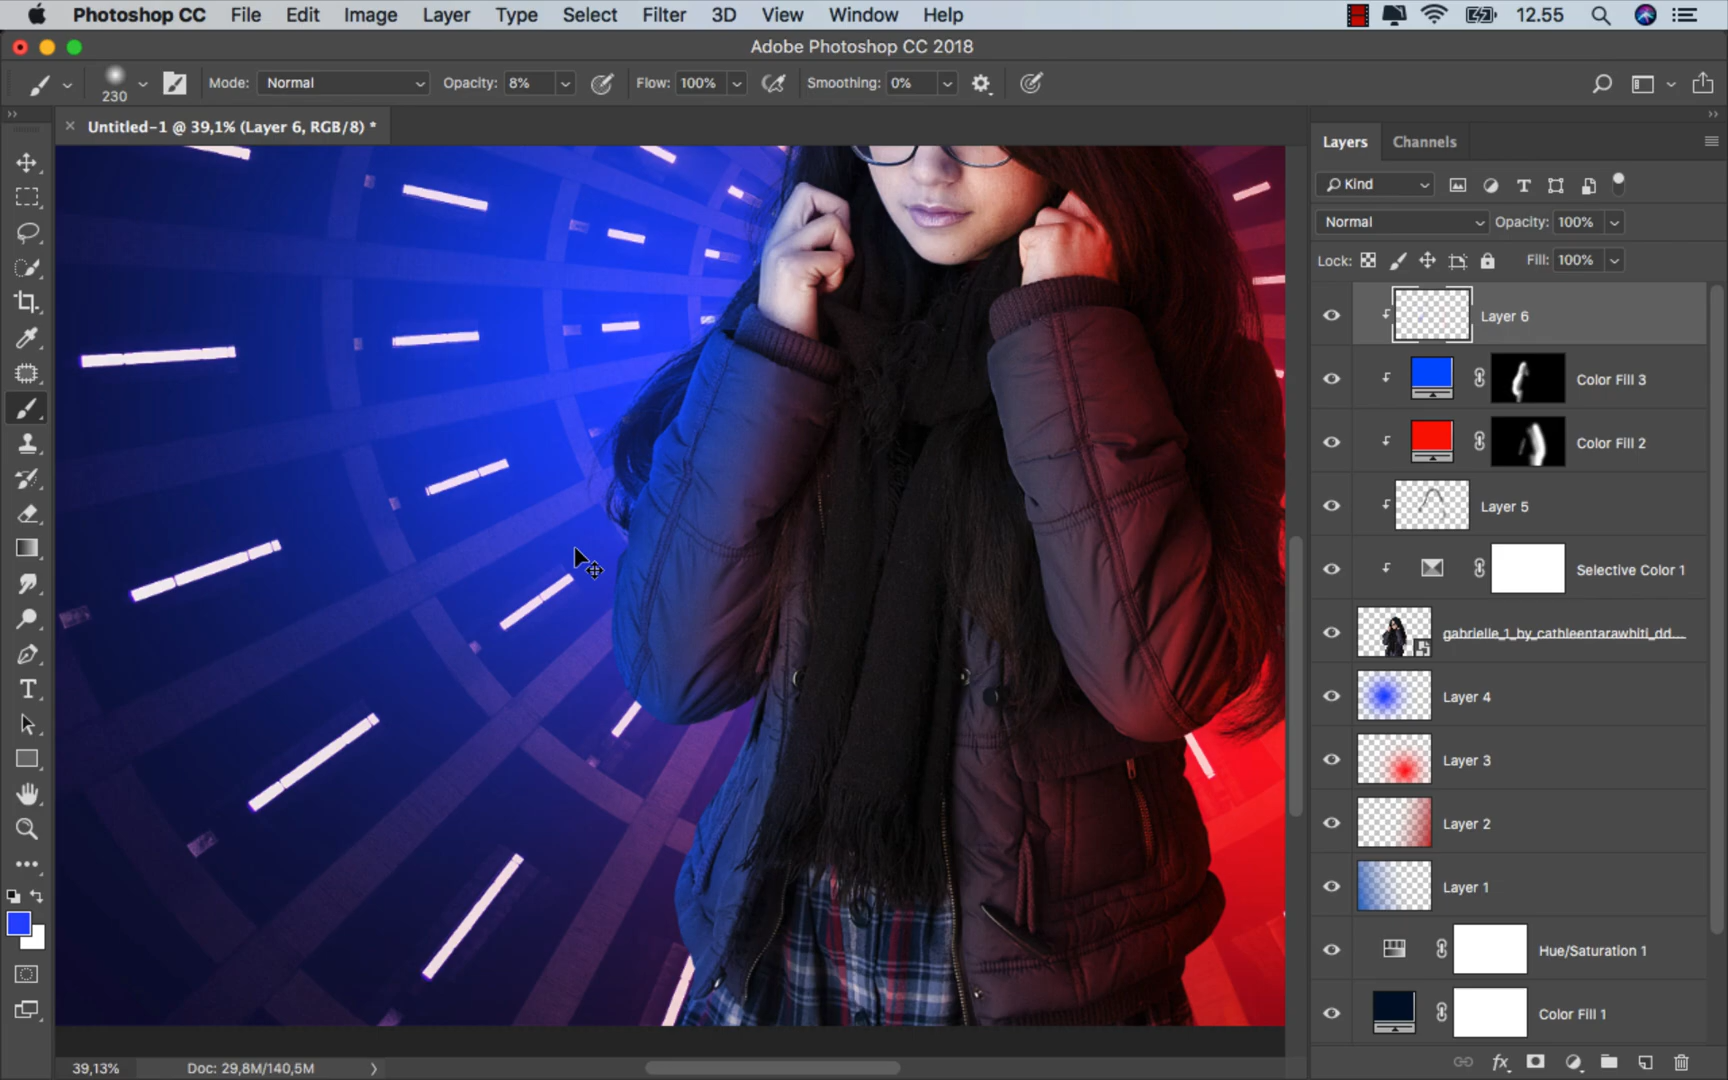 Photoshop CC File Edit Image Layer Type Select Filter 3D View Window Help 12.55
Adobe Photoshop CC 2018
230 Mode: Normal Opacity: 8% Flow: 100% Smoothing: 0%
Untitled-1 @ 39,1% (Layer 6, RGB/8) *
Layers Channels
Kind
Normal Opacity: 100%
Lock: Fill: 100%
Layer 6
Color Fill 3
Color Fill 2
Layer 5
Selective Color 1
gabrielle_1_by_cathleentarawhiti_dd...
Layer 4
Layer 3
Layer 2
Layer 1
Hue/Saturation 1
Color Fill 1
39,13% Doc: 29,8M/140,5M